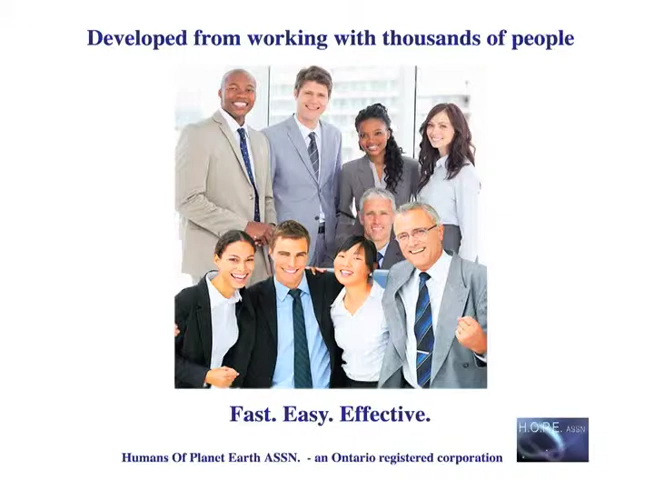 Developed from working with thousands of people
Fast. Easy. Effective.
H.O.P.E. ASSN
Humans Of Planet Earth ASSN. - an Ontario registered corporation